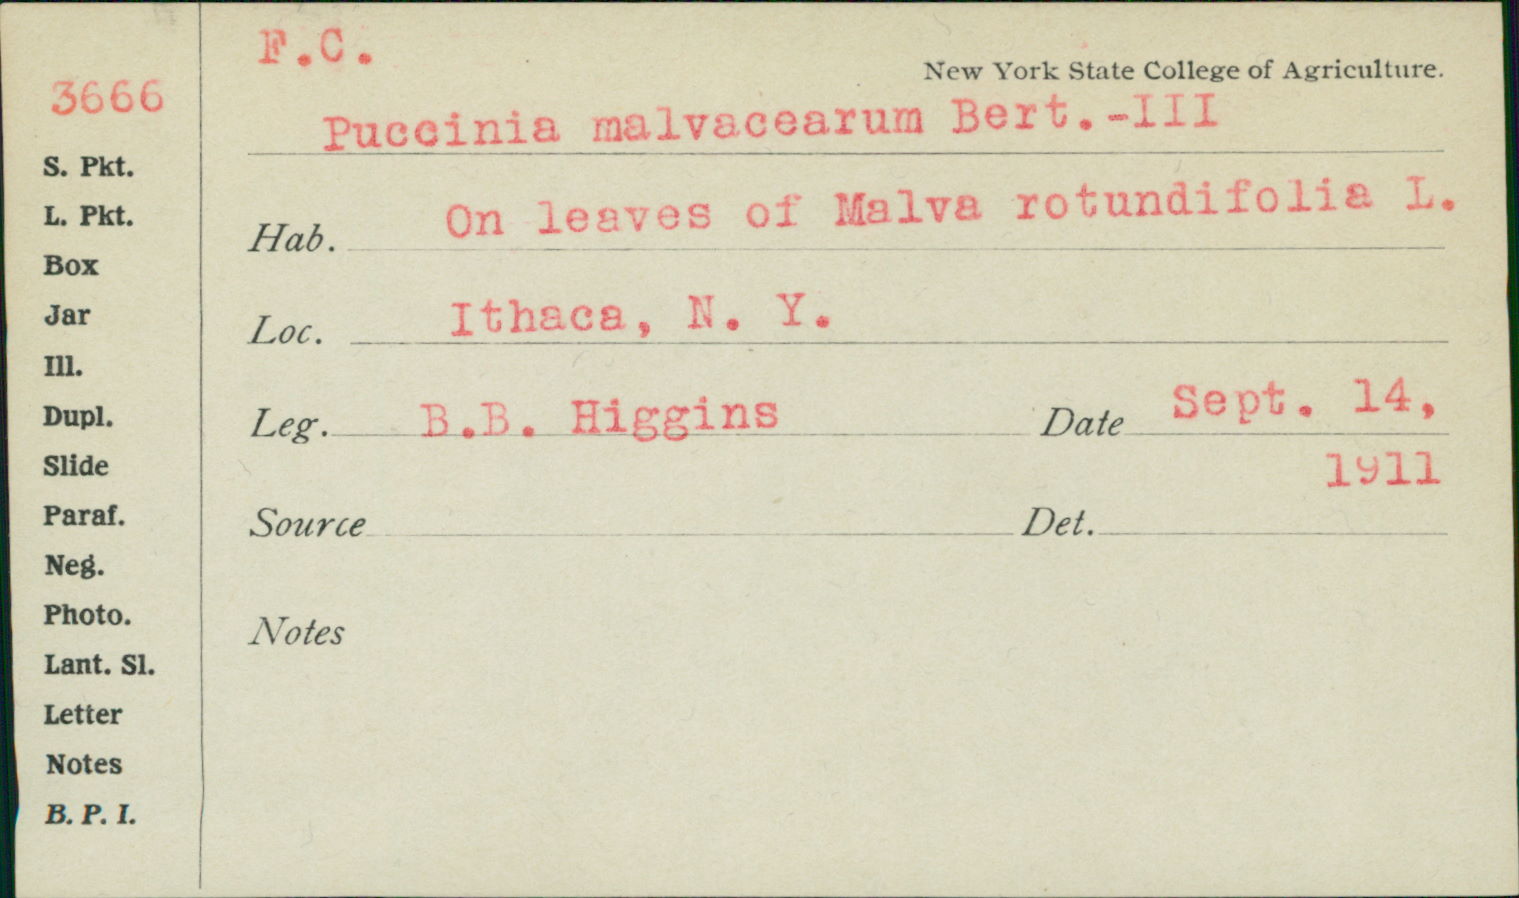 F.C.
New York State College of Agriculture.
3666
Puccinia malvacearum Bert.-III
S. Pkt.
L. Pkt.
Hab. On leaves of Malva rotundifolia L.
Box
Jar
Loc. Ithaca, N. Y.
Ill.
Dupl.
Leg. B.B. Higgins Date Sept. 14,
1911
Slide
Paraf.
Source Det.
Neg.
Photo.
Notes
Lant. Sl.
Letter
Notes
B. P. I.